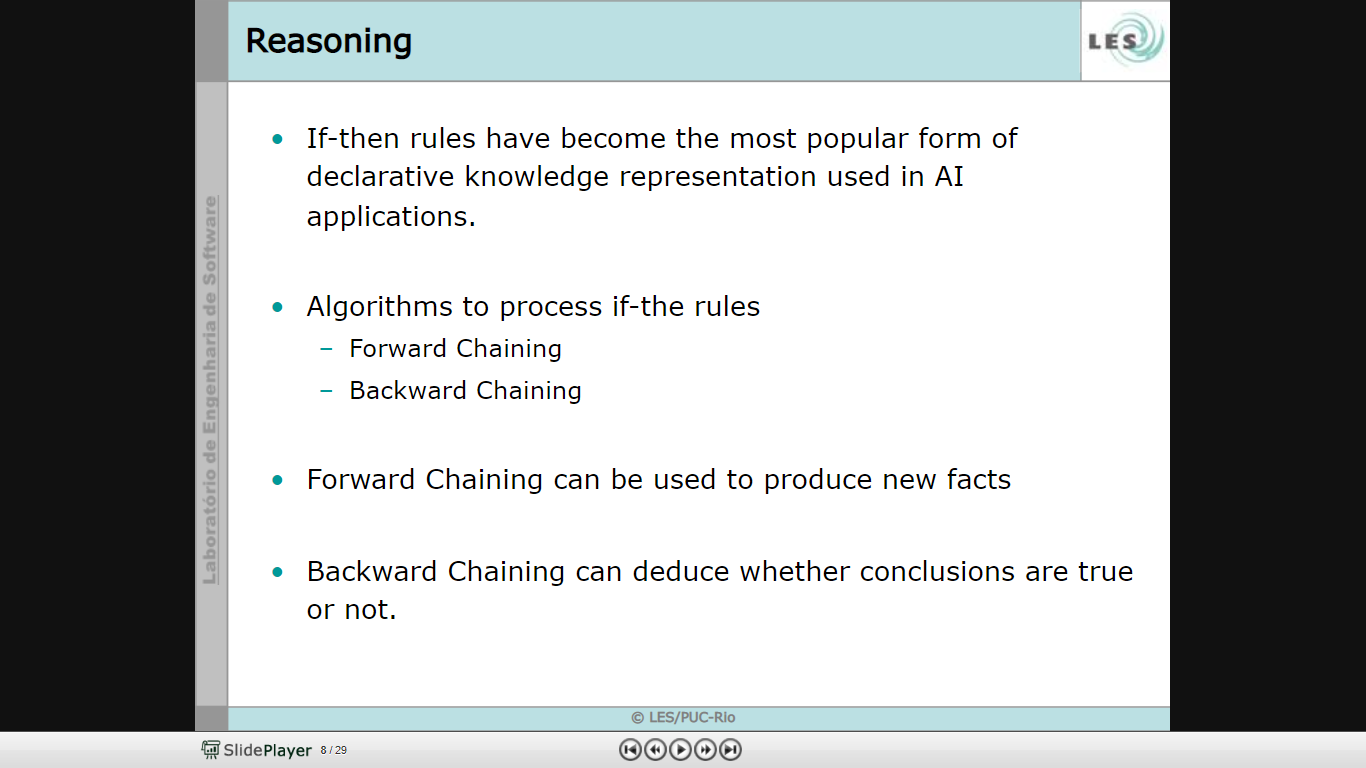 Reasoning
LES
Laboratório de Engenharia de Software
• If-then rules have become the most popular form of
declarative knowledge representation used in AI
applications.
• Algorithms to process if-the rules
– Forward Chaining
– Backward Chaining
• Forward Chaining can be used to produce new facts
• Backward Chaining can deduce whether conclusions are true
or not.
© LES/PUC-Rio
SlidePlayer 8 / 29